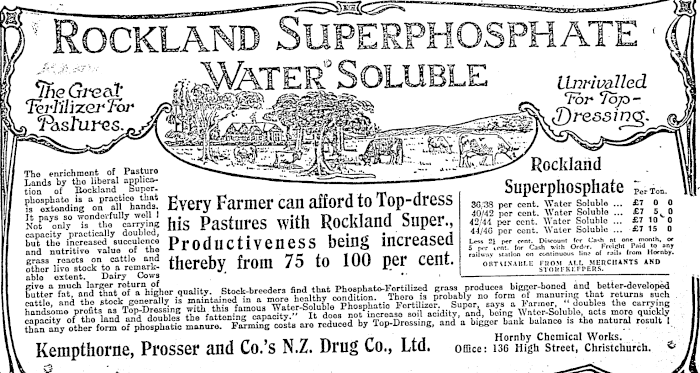 ROCKLAND SUPERPHOSPHATE
WATER SOLUBLE
The Great
Fertilizer For
Pastures.
Unrivalled
For Top-
Dressing.
The enrichment of Pasture
Lands by the liberal applica-
tion of Rockland Super-
phosphate is a practice that
is extending on all hands.
It pays so wonderfully well!
Not only is the carrying
capacity practically doubled,
but the increased succulence
and nutritive value of the
grass reacts on cattle and
other live stock to a remark-
able extent. Dairy Cows
give a much larger return of
butter fat, and that of a higher quality. Stock-breeders find that Phosphato-Fertilized grass produces bigger-boned and better-developed
cattle, and the stock generally is maintained in a more healthy condition. There is probably no form of manuring that returns such
handsome profits as Top-Dressing with this famous Water-Soluble Phosphatic Fertilizer. Super, says a Farmer, "doubles the carrying
capacity of the land and doubles the fattening capacity." It does not increase soil acidity, and, being Water-Soluble, acts more quickly
than any other form of phosphatic manure. Farming costs are reduced by Top-Dressing, and a bigger bank balance is the natural result!
Every Farmer can afford to Top-dress
his Pastures with Rockland Super.,
Productiveness being increased
thereby from 75 to 100 per cent.
Rockland
Superphosphate Per Ton.
36/38 per cent. Water Soluble ... £7 0 0
40/42 per cent. Water Soluble ... £7 5 0
42/44 per cent. Water Soluble ... £7 10 0
44/46 per cent. Water Soluble ... £7 15 0
Less 2½ per cent. Discount for Cash at one month, or
5 per cent. for Cash with Order. Freight Paid to any
railway station on continuous line of rails from Hornby.
OBTAINABLE FROM ALL MERCHANTS AND
STOREKEEPERS.
Kempthorne, Prosser and Co.'s N.Z. Drug Co., Ltd.
Hornby Chemical Works.
Office: 136 High Street, Christchurch.